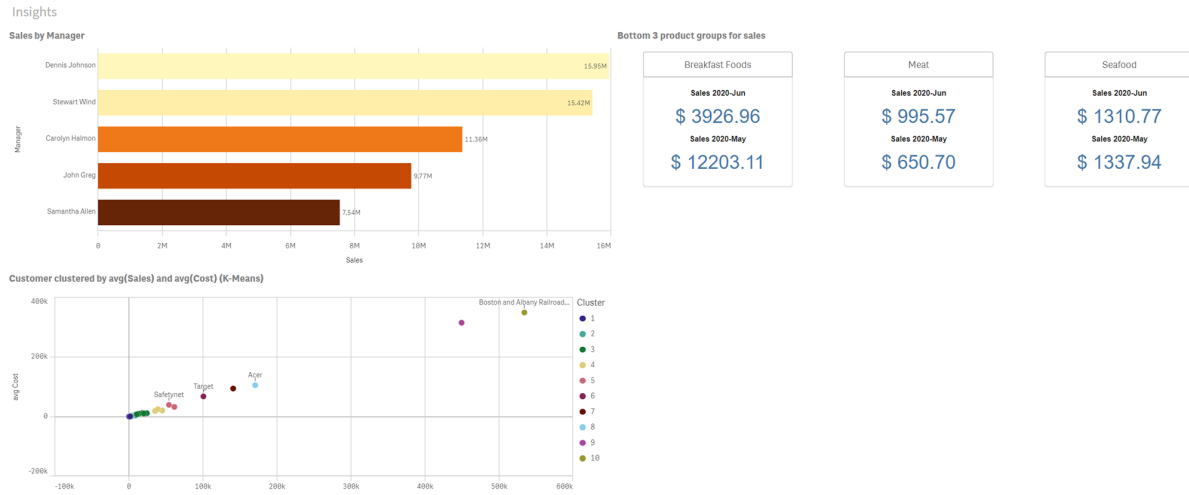 Insights
Sales by Manager
Manager
Dennis Johnson 15.95M
Stewart Wind 15.42M
Carolyn Halmon 11.36M
John Greg 9.77M
Samantha Allen 7.54M
0 2M 4M 6M 8M 10M 12M 14M 16M
Sales
Bottom 3 product groups for sales
Breakfast Foods
Sales 2020-Jun
$ 3926.96
Sales 2020-May
$ 12203.11
Meat
Sales 2020-Jun
$ 995.57
Sales 2020-May
$ 650.70
Seafood
Sales 2020-Jun
$ 1310.77
Sales 2020-May
$ 1337.94
Customer clustered by avg(Sales) and avg(Cost) (K-Means)
avg Cost
400k
200k
0
-200k
Boston and Albany Railroad...
Acer
Target
Safetynet
-100k 0 100k 200k 300k 400k 500k 600k
Cluster
1
2
3
4
5
6
7
8
9
10